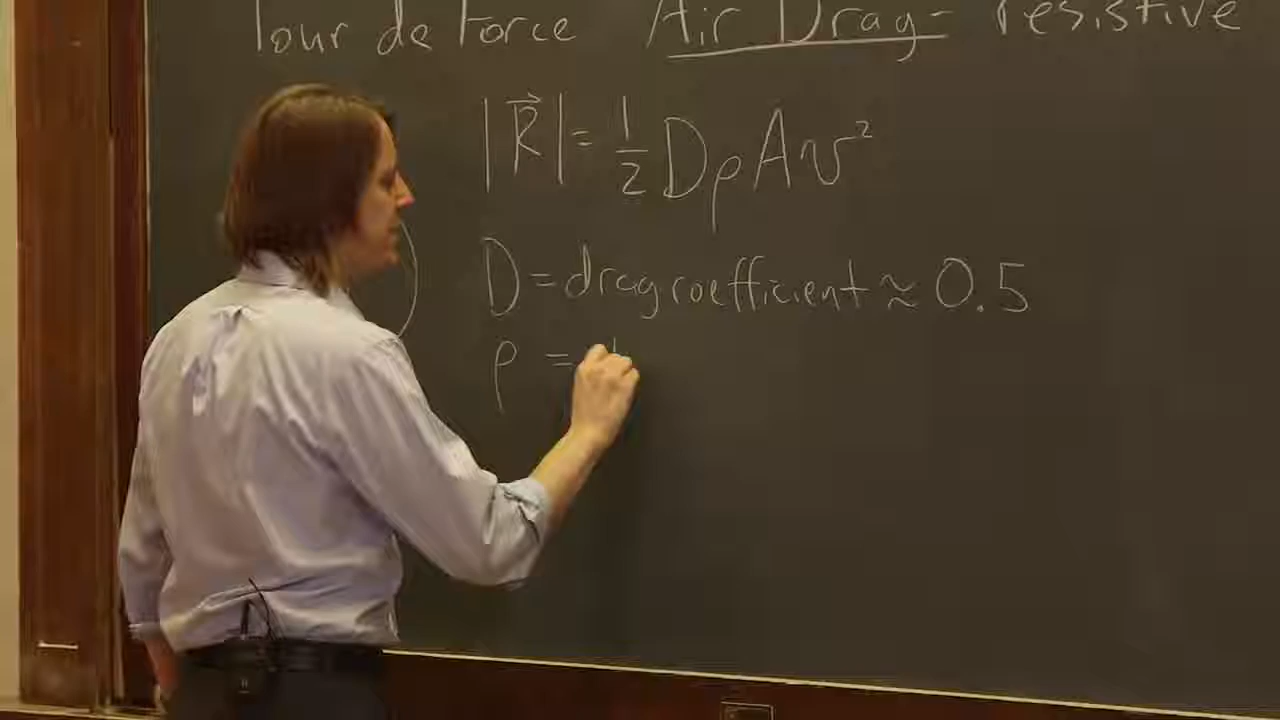 Tour de Force Air Drag - resistive
|R⃗| = 1/2 DρAv²
D = drag coefficient ≈ 0.5
ρ =